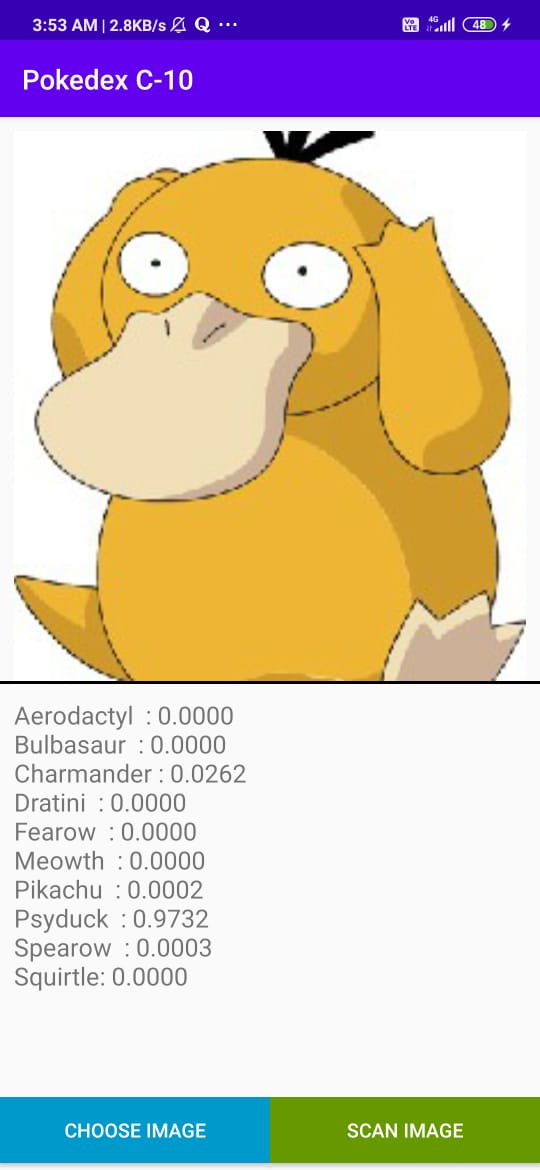 3:53 AM | 2.8KB/s Q ...
Vo LTE 4G 48
Pokedex C-10
Aerodactyl : 0.0000
Bulbasaur : 0.0000
Charmander : 0.0262
Dratini : 0.0000
Fearow : 0.0000
Meowth : 0.0000
Pikachu : 0.0002
Psyduck : 0.9732
Spearow : 0.0003
Squirtle: 0.0000
CHOOSE IMAGE SCAN IMAGE